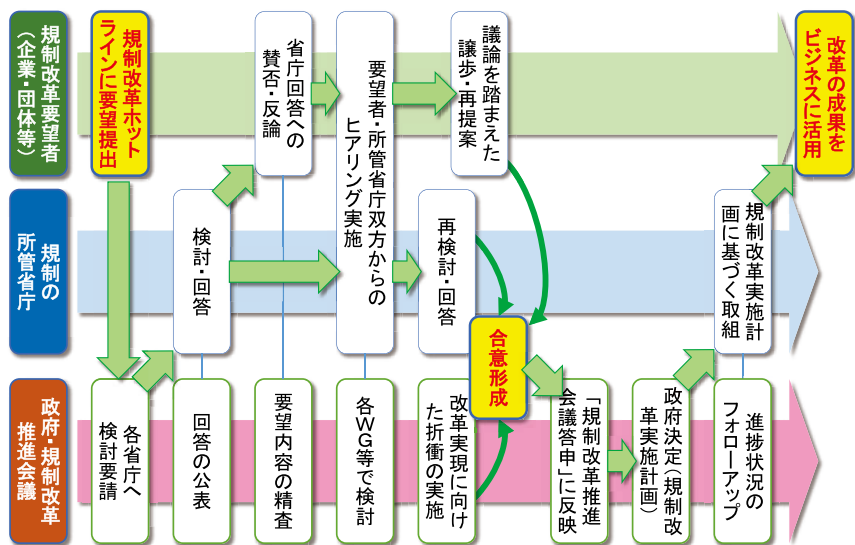 規制改革要望者
（企業・団体等）
規制改革ホット
ラインに要望提出
省庁回答への
賛否・反論
要望者・所管省庁双方からの
ヒアリング実施
議論を踏まえた
譲歩・再提案
改革の成果を
ビジネスに活用
規制の
所管省庁
検討・回答
再検討・回答
合意形成
規制改革実施計
画に基づく取組
政府・規制改革
推進会議
各省庁へ
検討要請
回答の公表
要望内容の精査
各WG等で検討
改革実現に向け
た折衝の実施
「規制改革推進
会議答申」に反映
政府決定（規制改
革実施計画）
進捗状況の
フォローアップ